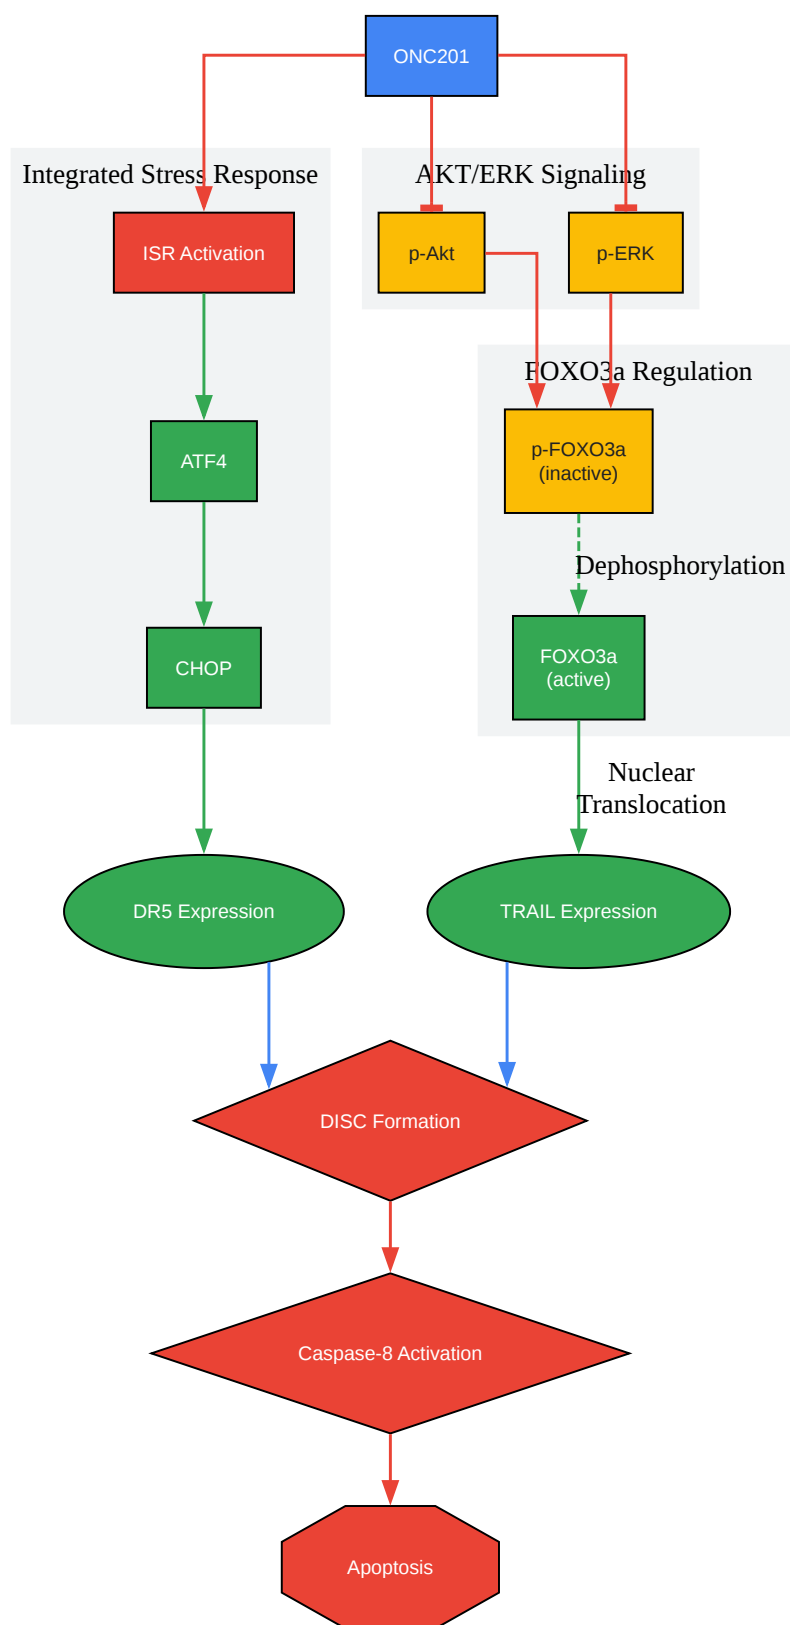 ONC201
Integrated Stress Response
AKT/ERK Signaling
ISR Activation
p-Akt
p-ERK
FOXO3a Regulation
p-FOXO3a
(inactive)
ATF4
Dephosphorylation
CHOP
FOXO3a
(active)
Nuclear
Translocation
DR5 Expression
TRAIL Expression
DISC Formation
Caspase-8 Activation
Apoptosis